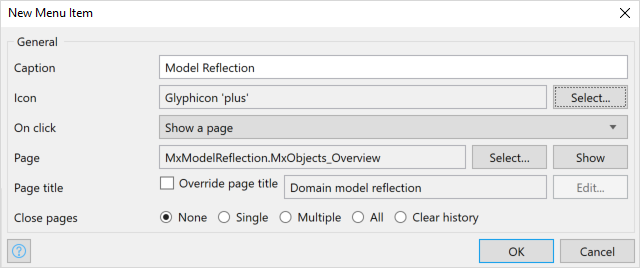 New Menu Item
General
Caption Model Reflection
Icon Glyphicon 'plus' Select...
On click Show a page
Page MxModelReflection.MxObjects_Overview Select... Show
Page title Override page title Domain model reflection Edit...
Close pages None Single Multiple All Clear history
? OK Cancel